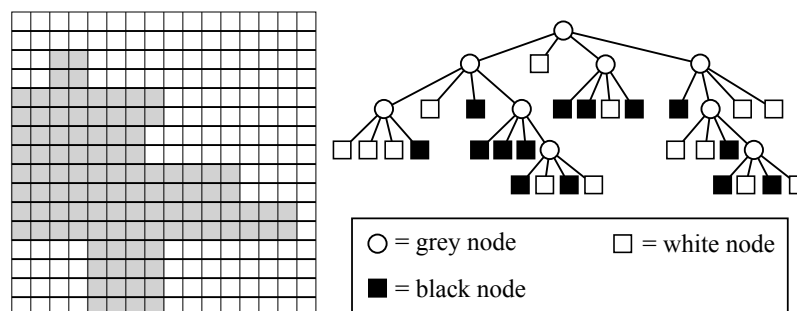 = grey node
= white node
= black node